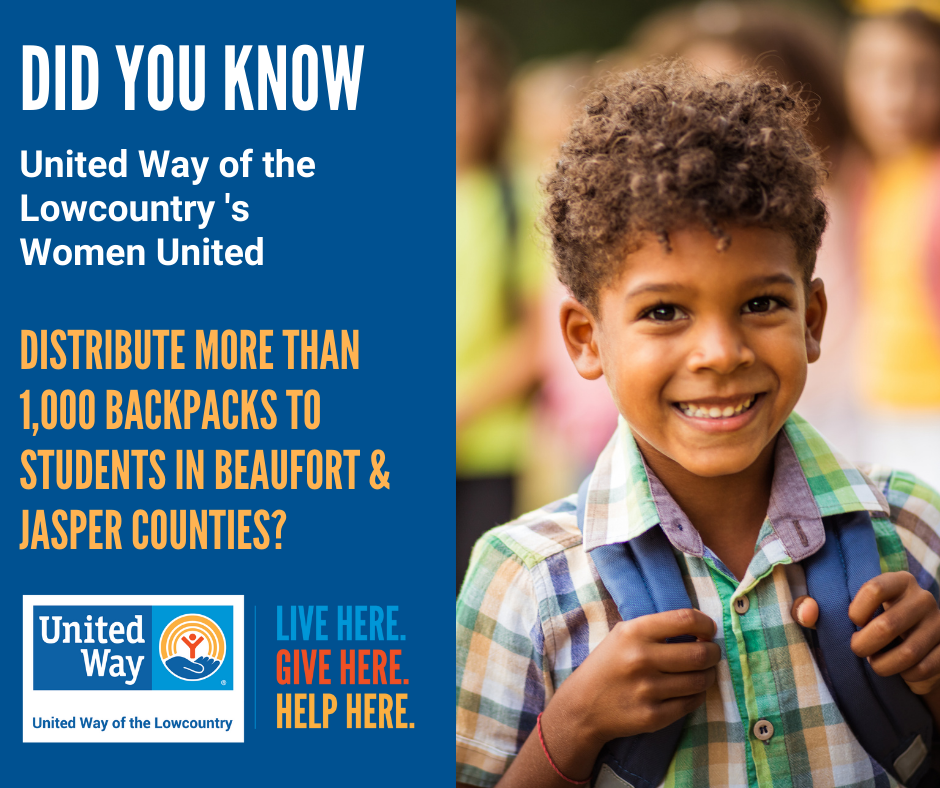 DID YOU KNOW
United Way of the
Lowcountry 's
Women United
DISTRIBUTE MORE THAN
1,000 BACKPACKS TO
STUDENTS IN BEAUFORT &
JASPER COUNTIES?
United
Way
®
United Way of the Lowcountry
LIVE HERE.
GIVE HERE.
HELP HERE.